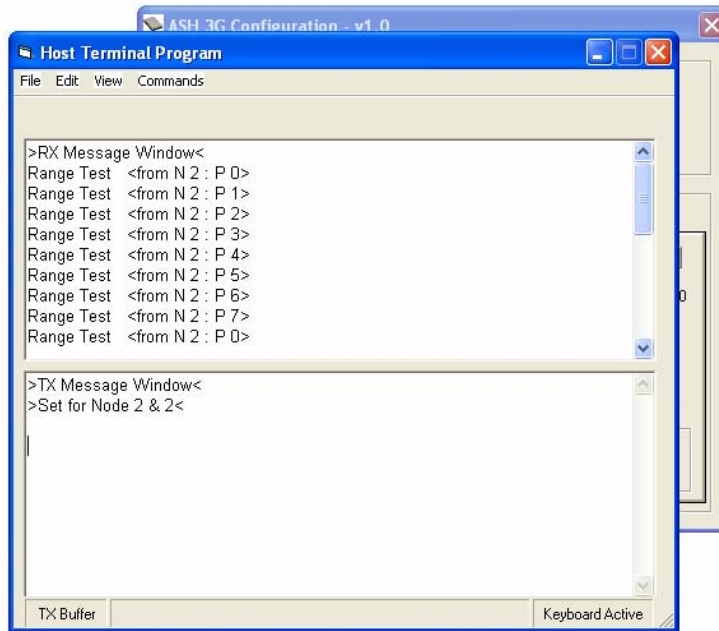 ASH 3G Configuration - v1.0
Host Terminal Program
File Edit View Commands
>RX Message Window<
Range Test <from N 2 : P 0>
Range Test <from N 2 : P 1>
Range Test <from N 2 : P 2>
Range Test <from N 2 : P 3>
Range Test <from N 2 : P 4>
Range Test <from N 2 : P 5>
Range Test <from N 2 : P 6>
Range Test <from N 2 : P 7>
Range Test <from N 2 : P 0>
0
>TX Message Window<
>Set for Node 2 & 2<
TX Buffer
Keyboard Active